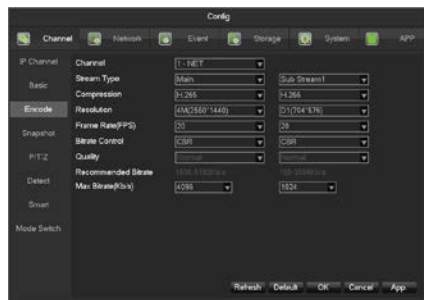 Config
Channel Network Event Storage System APP
IP Channel
Basic
Encode
Snapshot
P/T/Z
Detect
Smart
Mode Switch
Channel 1 - NET
Stream Type Main Sub Stream1
Compression H.265 H.265
Resolution 4M(2560*1440) D1(704*576)
Frame Rate(FPS) 20 20
Bitrate Control CBR CBR
Quality Normal Normal
Recommended Bitrate
Max Bitrate(Kb/s) 4096 1024
Refresh Default OK Cancel App